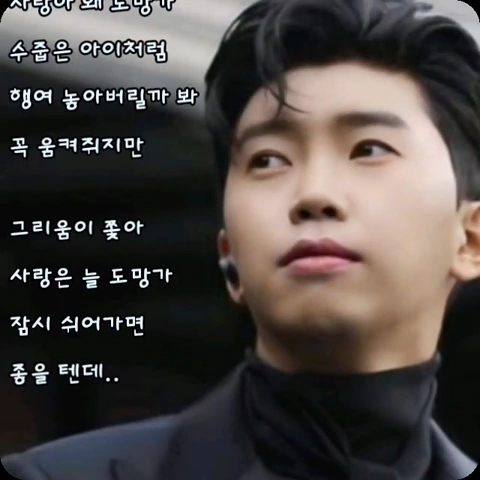 사랑아 왜 도망가
수줍은 아이처럼
행여 놓아버릴까 봐
꼭 움켜쥐지만
그리움이 쫓아
사랑은 늘 도망가
잠시 쉬어가면
좋을 텐데..